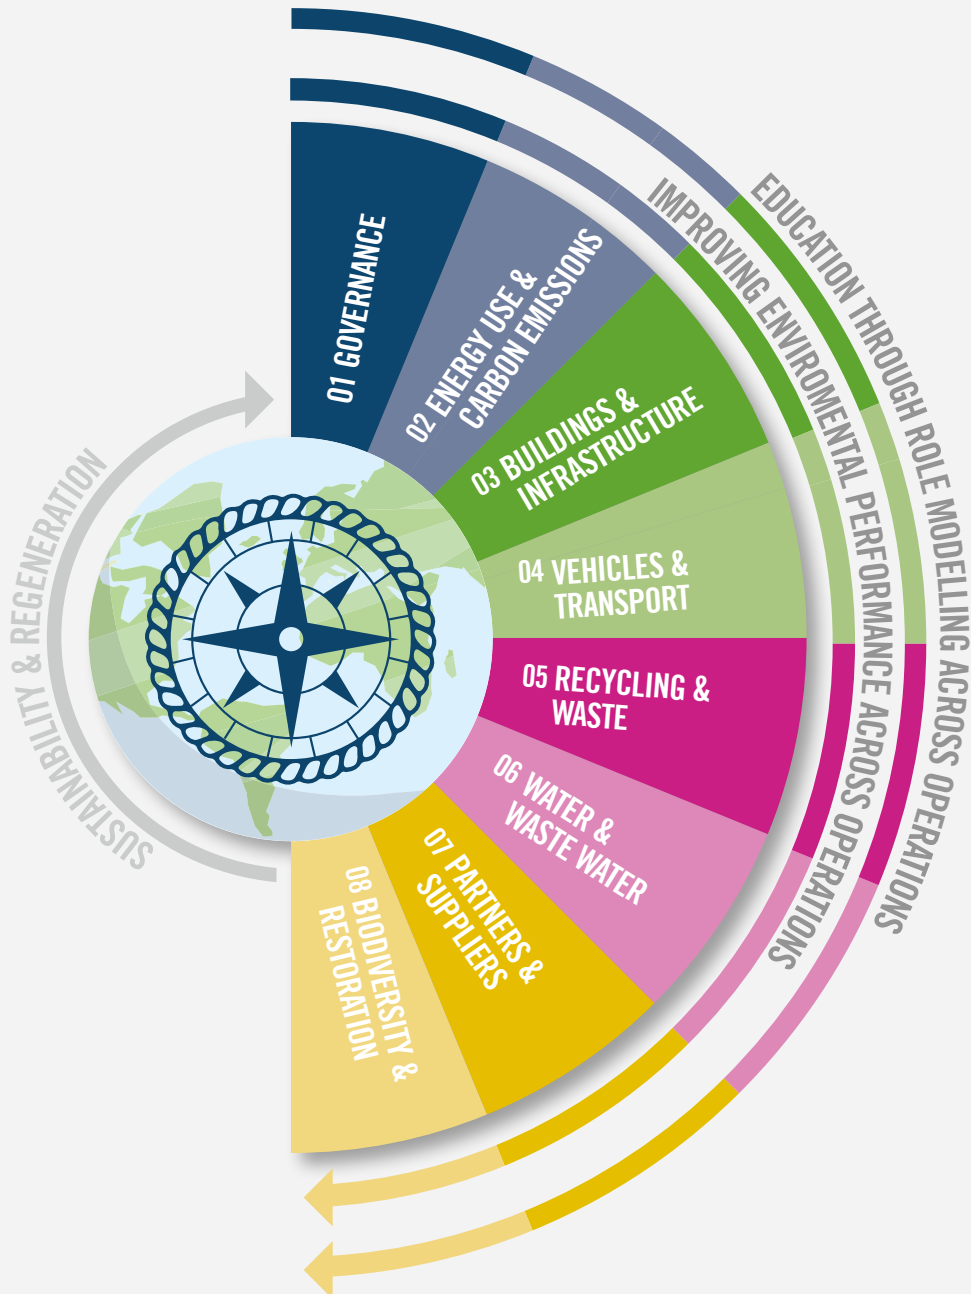 01 GOVERNANCE
02 ENERGY USE &
CARBON EMISSIONS
03 BUILDINGS &
INFRASTRUCTURE
04 VEHICLES &
TRANSPORT
05 RECYCLING &
WASTE
06 WATER &
WASTE WATER
07 PARTNERS &
SUPPLIERS
08 BIODIVERSITY &
RESTORATION
IMPROVING ENVIROMENTAL PERFORMANCE ACROSS OPERATIONS
EDUCATION THROUGH ROLE MODELLING ACROSS OPERATIONS
SUSTAINABILITY & REGENERATION